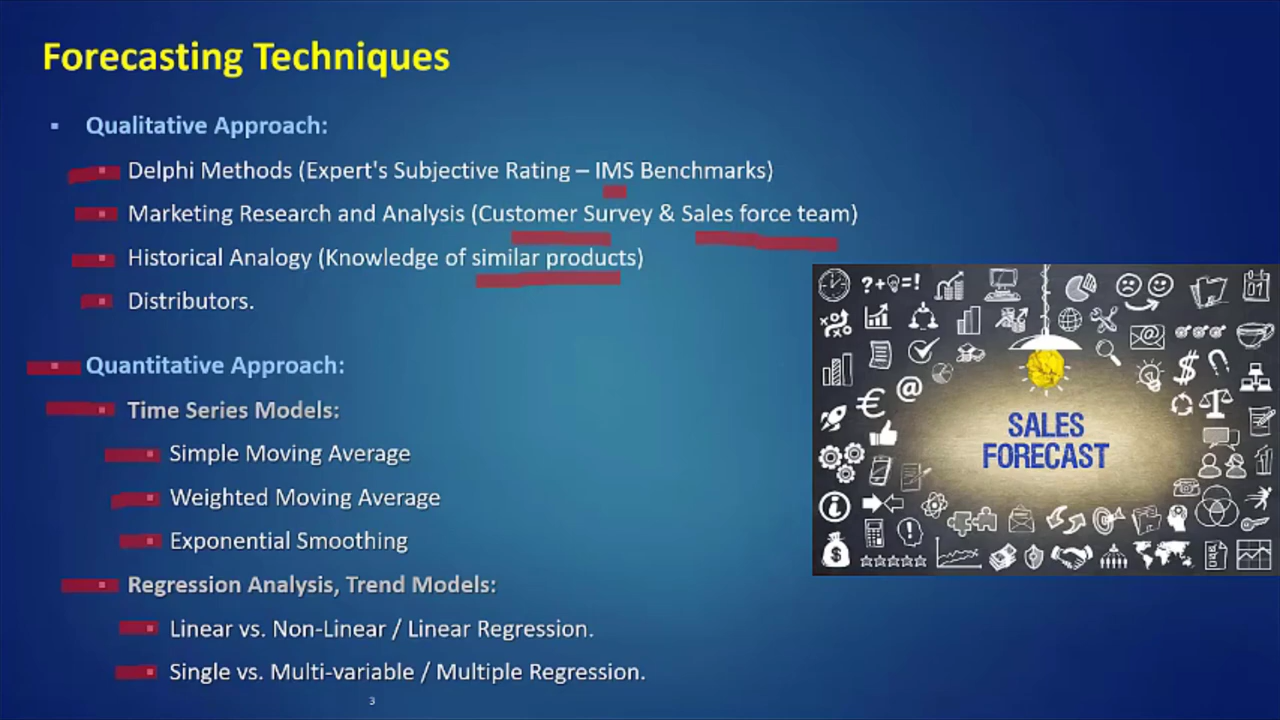 Forecasting Techniques
Qualitative Approach:
Delphi Methods (Expert's Subjective Rating – IMS Benchmarks)
Marketing Research and Analysis (Customer Survey & Sales force team)
Historical Analogy (Knowledge of similar products)
Distributors.
Quantitative Approach:
Time Series Models:
Simple Moving Average
Weighted Moving Average
Exponential Smoothing
Regression Analysis, Trend Models:
Linear vs. Non-Linear / Linear Regression.
Single vs. Multi-variable / Multiple Regression.
SALES
FORECAST
3